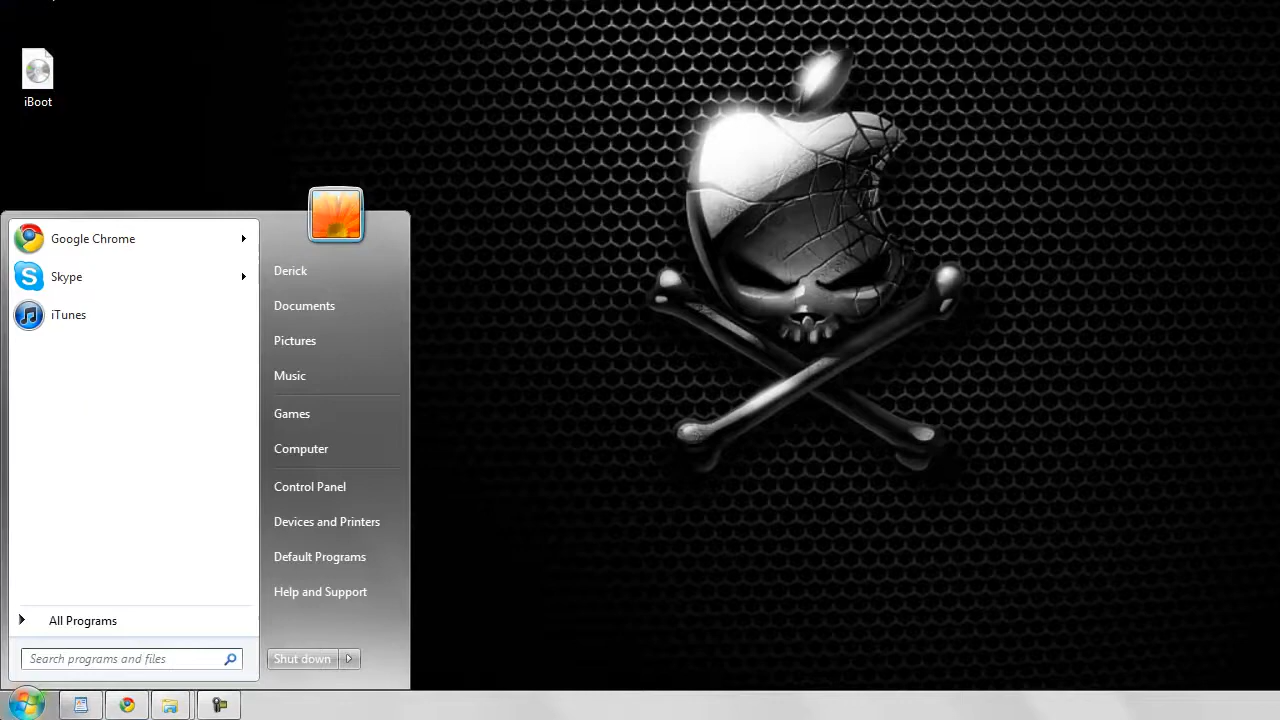 iBoot
Google Chrome
Skype
iTunes
All Programs
Search programs and files
Derick
Documents
Pictures
Music
Games
Computer
Control Panel
Devices and Printers
Default Programs
Help and Support
Shut down